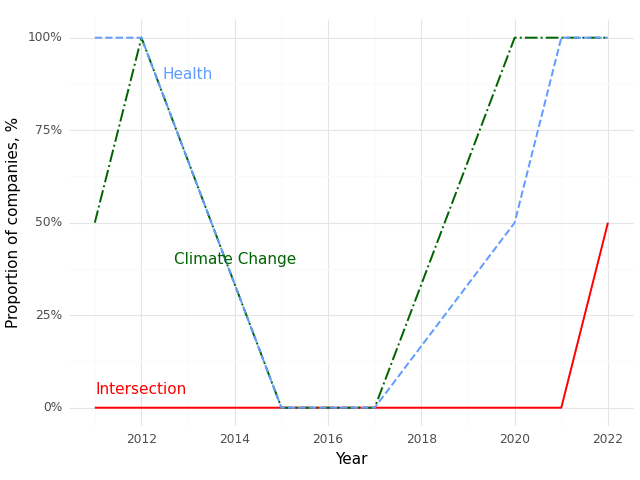 100%
75%
50%
25%
0%
Proportion of companies, %
Health
Climate Change
Intersection
2012 2014 2016 2018 2020 2022
Year